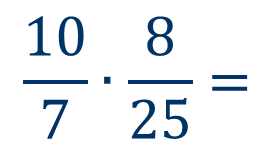 10/7 · 8/25 =